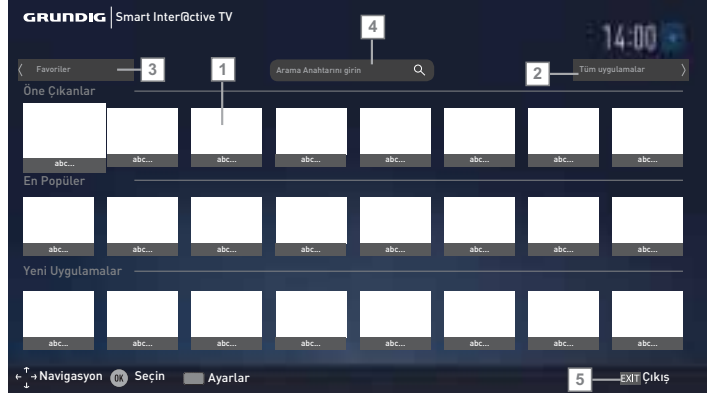 GRUNDIG Smart Inter@ctive TV
4
14:00
Favoriler 3 1 Arama Anahtarını girin 2 Tüm uygulamalar
Öne Çıkanlar
abc... abc... abc... abc... abc... abc... abc... abc...
En Popüler
abc... abc... abc... abc... abc... abc... abc... abc...
Yeni Uygulamalar
abc... abc... abc... abc... abc... abc... abc... abc...
Navigasyon OK Seçin Ayarlar 5 EXIT Çıkış